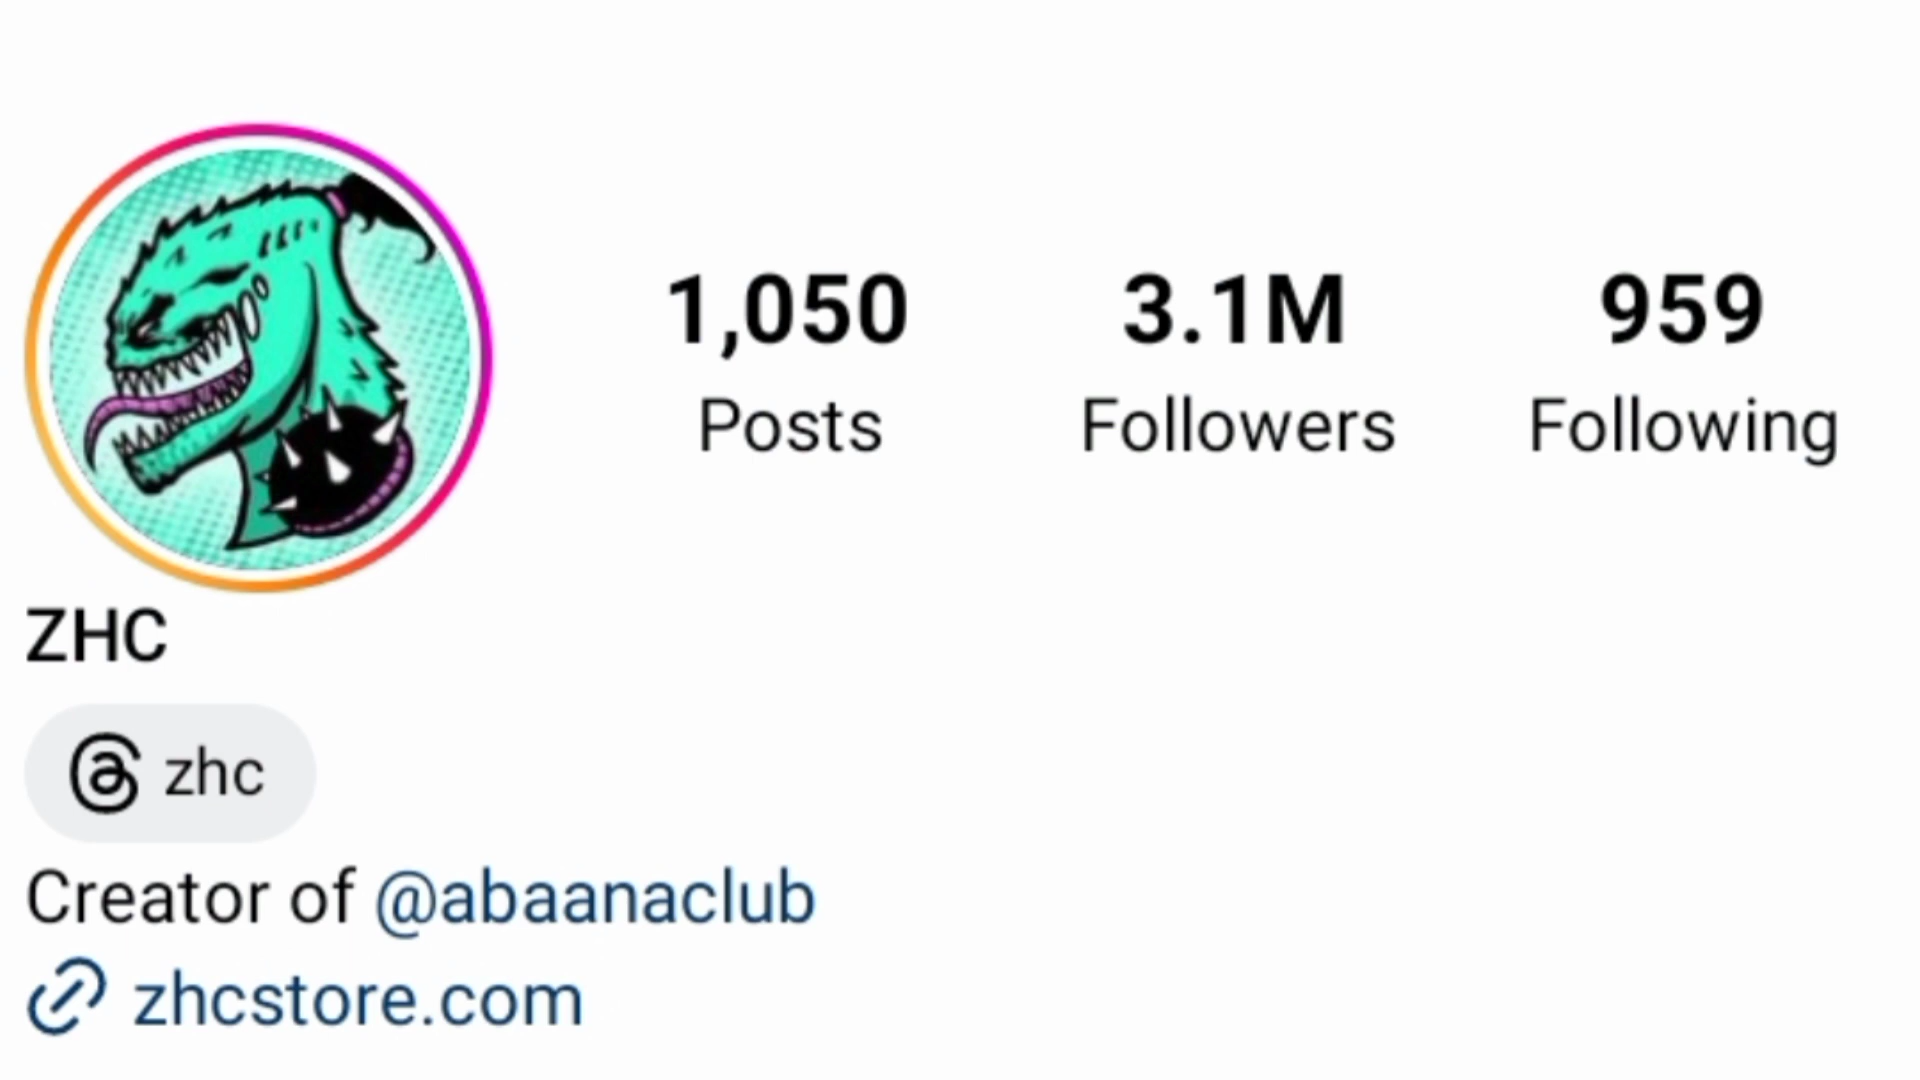 1,050 3.1M 959
Posts Followers Following
ZHC
zhc
Creator of @abaanaclub
zhcstore.com